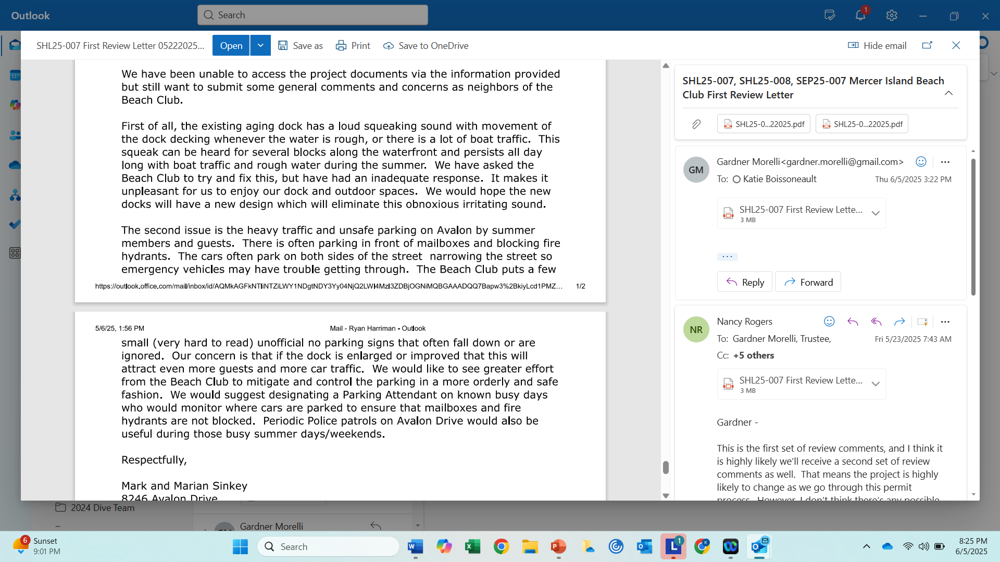 Outlook
Search
1
SHL25-007 First Review Letter 05222025...
Open
Save as
Print
Save to OneDrive
Hide email
We have been unable to access the project documents via the information provided
but still want to submit some general comments and concerns as neighbors of the
Beach Club.
First of all, the existing aging dock has a loud squeaking sound with movement of
the dock decking whenever the water is rough, or there is a lot of boat traffic.  This
squeak can be heard for several blocks along the waterfront and persists all day
long with boat traffic and rough water during the summer.  We have asked the
Beach Club to try and fix this, but have had an inadequate response.  It makes it
unpleasant for us to enjoy our dock and outdoor spaces.  We would hope the new
docks will have a new design which will eliminate this obnoxious irritating sound.
The second issue is the heavy traffic and unsafe parking on Avalon by summer
members and guests.  There is often parking in front of mailboxes and blocking fire
hydrants.  The cars often park on both sides of the street  narrowing the street so
emergency vehicles may have trouble getting through.  The Beach Club puts a few
1/2
5/6/25, 1:56 PM
Mail - Ryan Harriman - Outlook
small (very hard to read) unofficial no parking signs that often fall down or are
ignored.  Our concern is that if the dock is enlarged or improved that this will
attract even more guests and more car traffic.  We would like to see greater effort
from the Beach Club to mitigate and control the parking in a more orderly and safe
fashion.  We would suggest designating a Parking Attendant on known busy days
who would monitor where cars are parked to ensure that mailboxes and fire
hydrants are not blocked.  Periodic Police patrols on Avalon Drive would also be
useful during those busy summer days/weekends.
Respectfully,
Mark and Marian Sinkey
8246 Avalon Drive
SHL25-007, SHL25-008, SEP25-007 Mercer Island Beach
Club First Review Letter
SHL25-0...22025.pdf
SHL25-0...22025.pdf
GM
Gardner Morelli<gardner.morelli@gmail.com>
To: Katie Boissoneault
Thu 6/5/2025 3:22 PM
SHL25-007 First Review Lette...
3 MB
...
Reply
Forward
NR
Nancy Rogers
To: Gardner Morelli, Trustee,
Fri 5/23/2025 7:43 AM
Cc: +5 others
SHL25-007 First Review Lette...
3 MB
Gardner -
This is the first set of review comments, and I think it
is highly likely we'll receive a second set of review
comments as well.  That means the project is highly
likely to change as we go through this permit
process.  However, I don't think there's any possible
2024 Dive Team
Gardner Morelli
6
Sunset
9:01 PM
Search
1
8:25 PM
6/5/2025